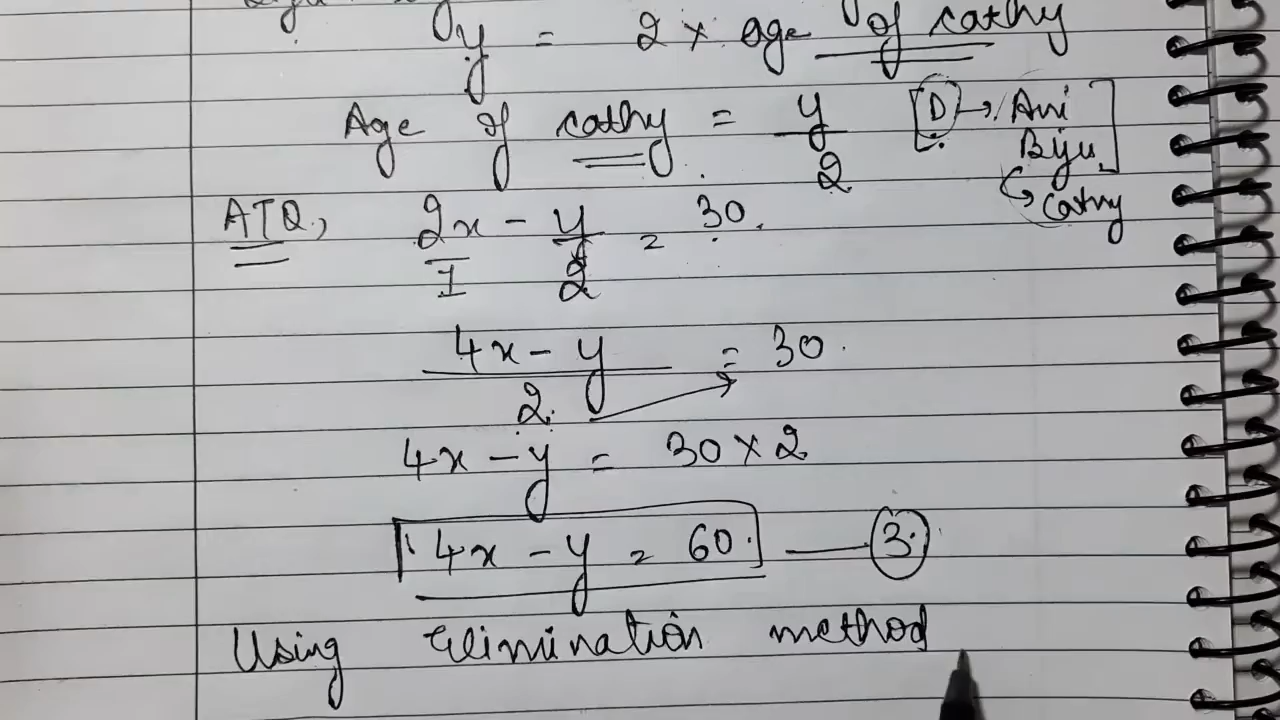 y = 2 × age of cathy
Age of cathy = y/2 [D → Ani
Biju]
→ Cathy
ATQ, 2x/1 - y/2 = 30.
4x - y / 2 = 30.
4x - y = 30 × 2
4x - y = 60. — 3.
Using Elimination method